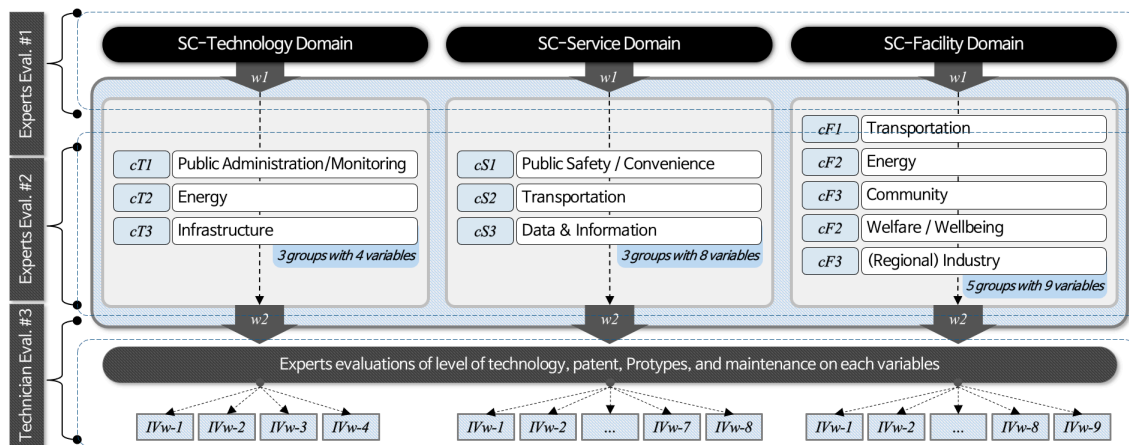 Experts Eval. #1
Experts Eval. #2
Technician Eval. #3
SC-Technology Domain
SC-Service Domain
SC-Facility Domain
w1
w1
w1
cT1 Public Administration/Monitoring
cT2 Energy
cT3 Infrastructure
3 groups with 4 variables
cS1 Public Safety / Convenience
cS2 Transportation
cS3 Data & Information
3 groups with 8 variables
cF1 Transportation
cF2 Energy
cF3 Community
cF2 Welfare / Wellbeing
cF3 (Regional) Industry
5 groups with 9 variables
w2
w2
w2
Experts evaluations of level of technology, patent, Protypes, and maintenance on each variables
IVw-1 IVw-2 IVw-3 IVw-4
IVw-1 IVw-2 ... IVw-7 IVw-8
IVw-1 IVw-2 ... IVw-8 IVw-9